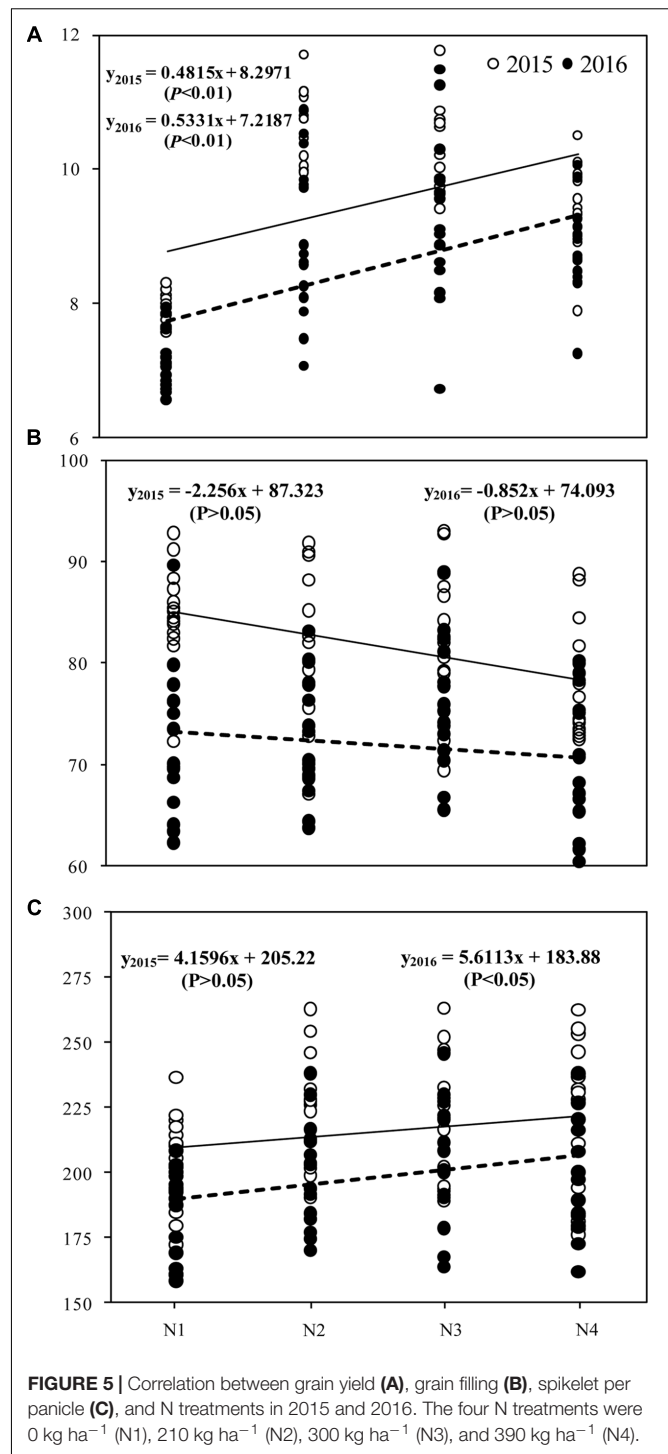 A
12
10
8
6
y2015 = 0.4815x+8.2971
(P<0.01)
y2016 = 0.5331x+7.2187
(P<0.01)
○ 2015 ● 2016
B
100
90
80
70
60
y2015 = -2.256x + 87.323
(P>0.05)
y2016= -0.852x + 74.093
(P>0.05)
C
300
275
250
225
200
175
150
y2015= 4.1596x + 205.22
(P>0.05)
y2016 = 5.6113x + 183.88
(P<0.05)
N1 N2 N3 N4
FIGURE 5 | Correlation between grain yield (A), grain filling (B), spikelet per
panicle (C), and N treatments in 2015 and 2016. The four N treatments were
0 kg ha−1 (N1), 210 kg ha−1 (N2), 300 kg ha−1 (N3), and 390 kg ha−1 (N4).